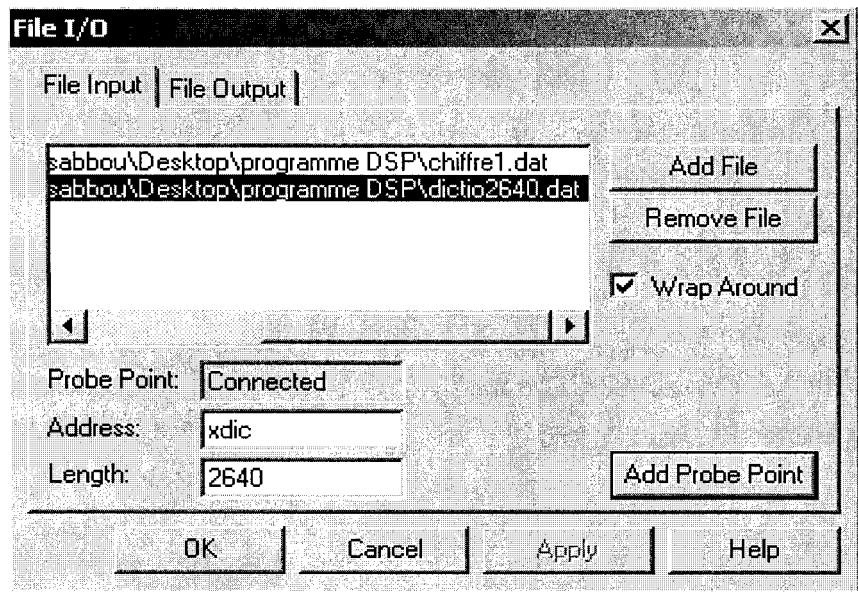 File I/O
File Input File Output
sabbou\Desktop\programme DSP\chiffre1.dat
sabbou\Desktop\programme DSP\dictio2640.dat
Add File
Remove File
Wrap Around
Probe Point: Connected
Address: xdic
Length: 2640
Add Probe Point
OK Cancel Apply Help